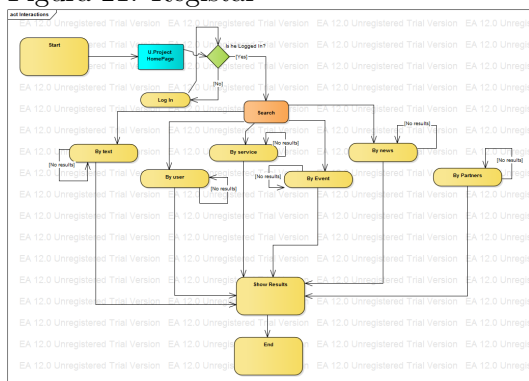 Figure 21: Register
act Interactions
Start
U.Project
HomePage
Is he Logged In?
[Yes]
[No]
Log In
Search
By text
[No results]
By user
[No results]
By service
[No results]
By Event
[No results]
By news
[No results]
By Partners
[No results]
Show Results
End
EA 12.0 Unregistered Trial Version